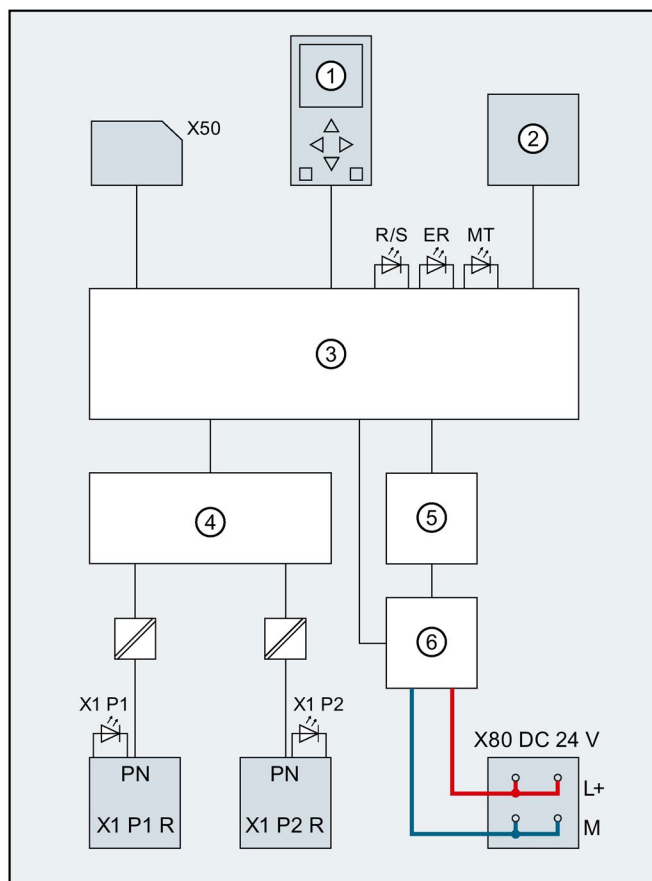 ①
X50
②
R/S ER MT
③
④
⑤
⑥
X1 P1
X1 P2
X80 DC 24 V
PN
PN
L+
X1 P1 R
X1 P2 R
M